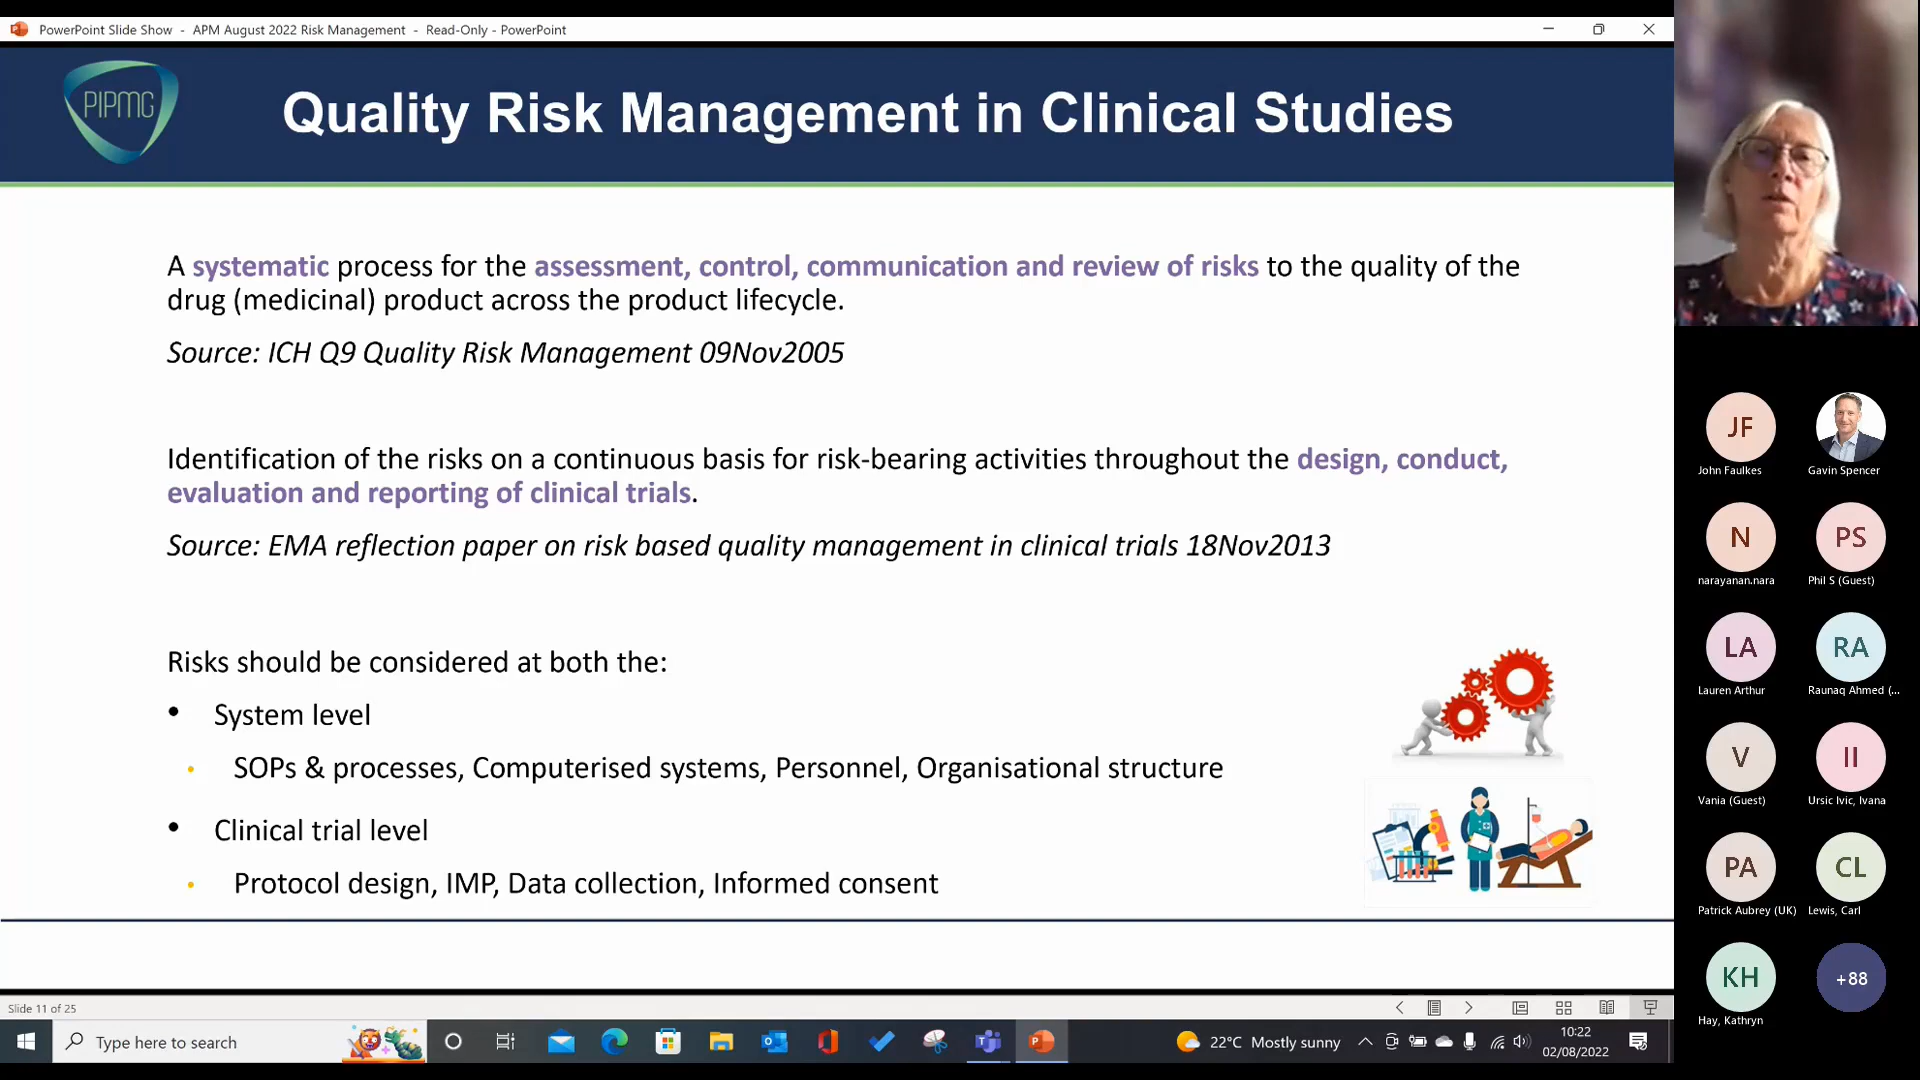 PowerPoint Slide Show - APM August 2022 Risk Management - Read-Only - PowerPoint
PIPMG
Quality Risk Management in Clinical Studies
A systematic process for the assessment, control, communication and review of risks to the quality of the
drug (medicinal) product across the product lifecycle.
Source: ICH Q9 Quality Risk Management 09Nov2005
Identification of the risks on a continuous basis for risk-bearing activities throughout the design, conduct,
evaluation and reporting of clinical trials.
Source: EMA reflection paper on risk based quality management in clinical trials 18Nov2013
Risks should be considered at both the:
• System level
• SOPs & processes, Computerised systems, Personnel, Organisational structure
• Clinical trial level
• Protocol design, IMP, Data collection, Informed consent
Slide 11 of 25
Type here to search
22°C Mostly sunny
10:22
02/08/2022
JF
John Faulkes
Gavin Spencer
N
narayanan.nara
PS
Phil S (Guest)
LA
Lauren Arthur
RA
Raunaq Ahmed (...
V
Vania (Guest)
II
Ursic Ivic, Ivana
PA
Patrick Aubrey (UK)
CL
Lewis, Carl
KH
Hay, Kathryn
+88